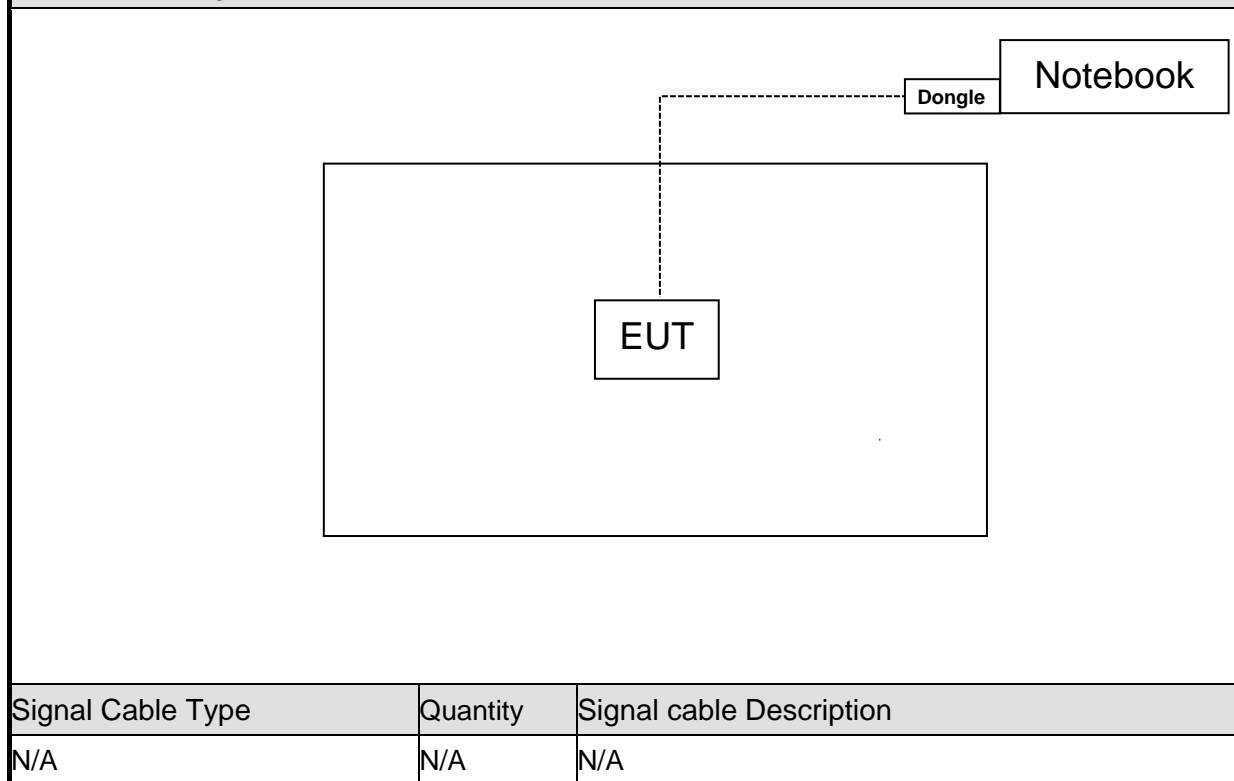 Notebook
Dongle
EUT
Signal Cable Type Quantity Signal cable Description
N/A N/A N/A